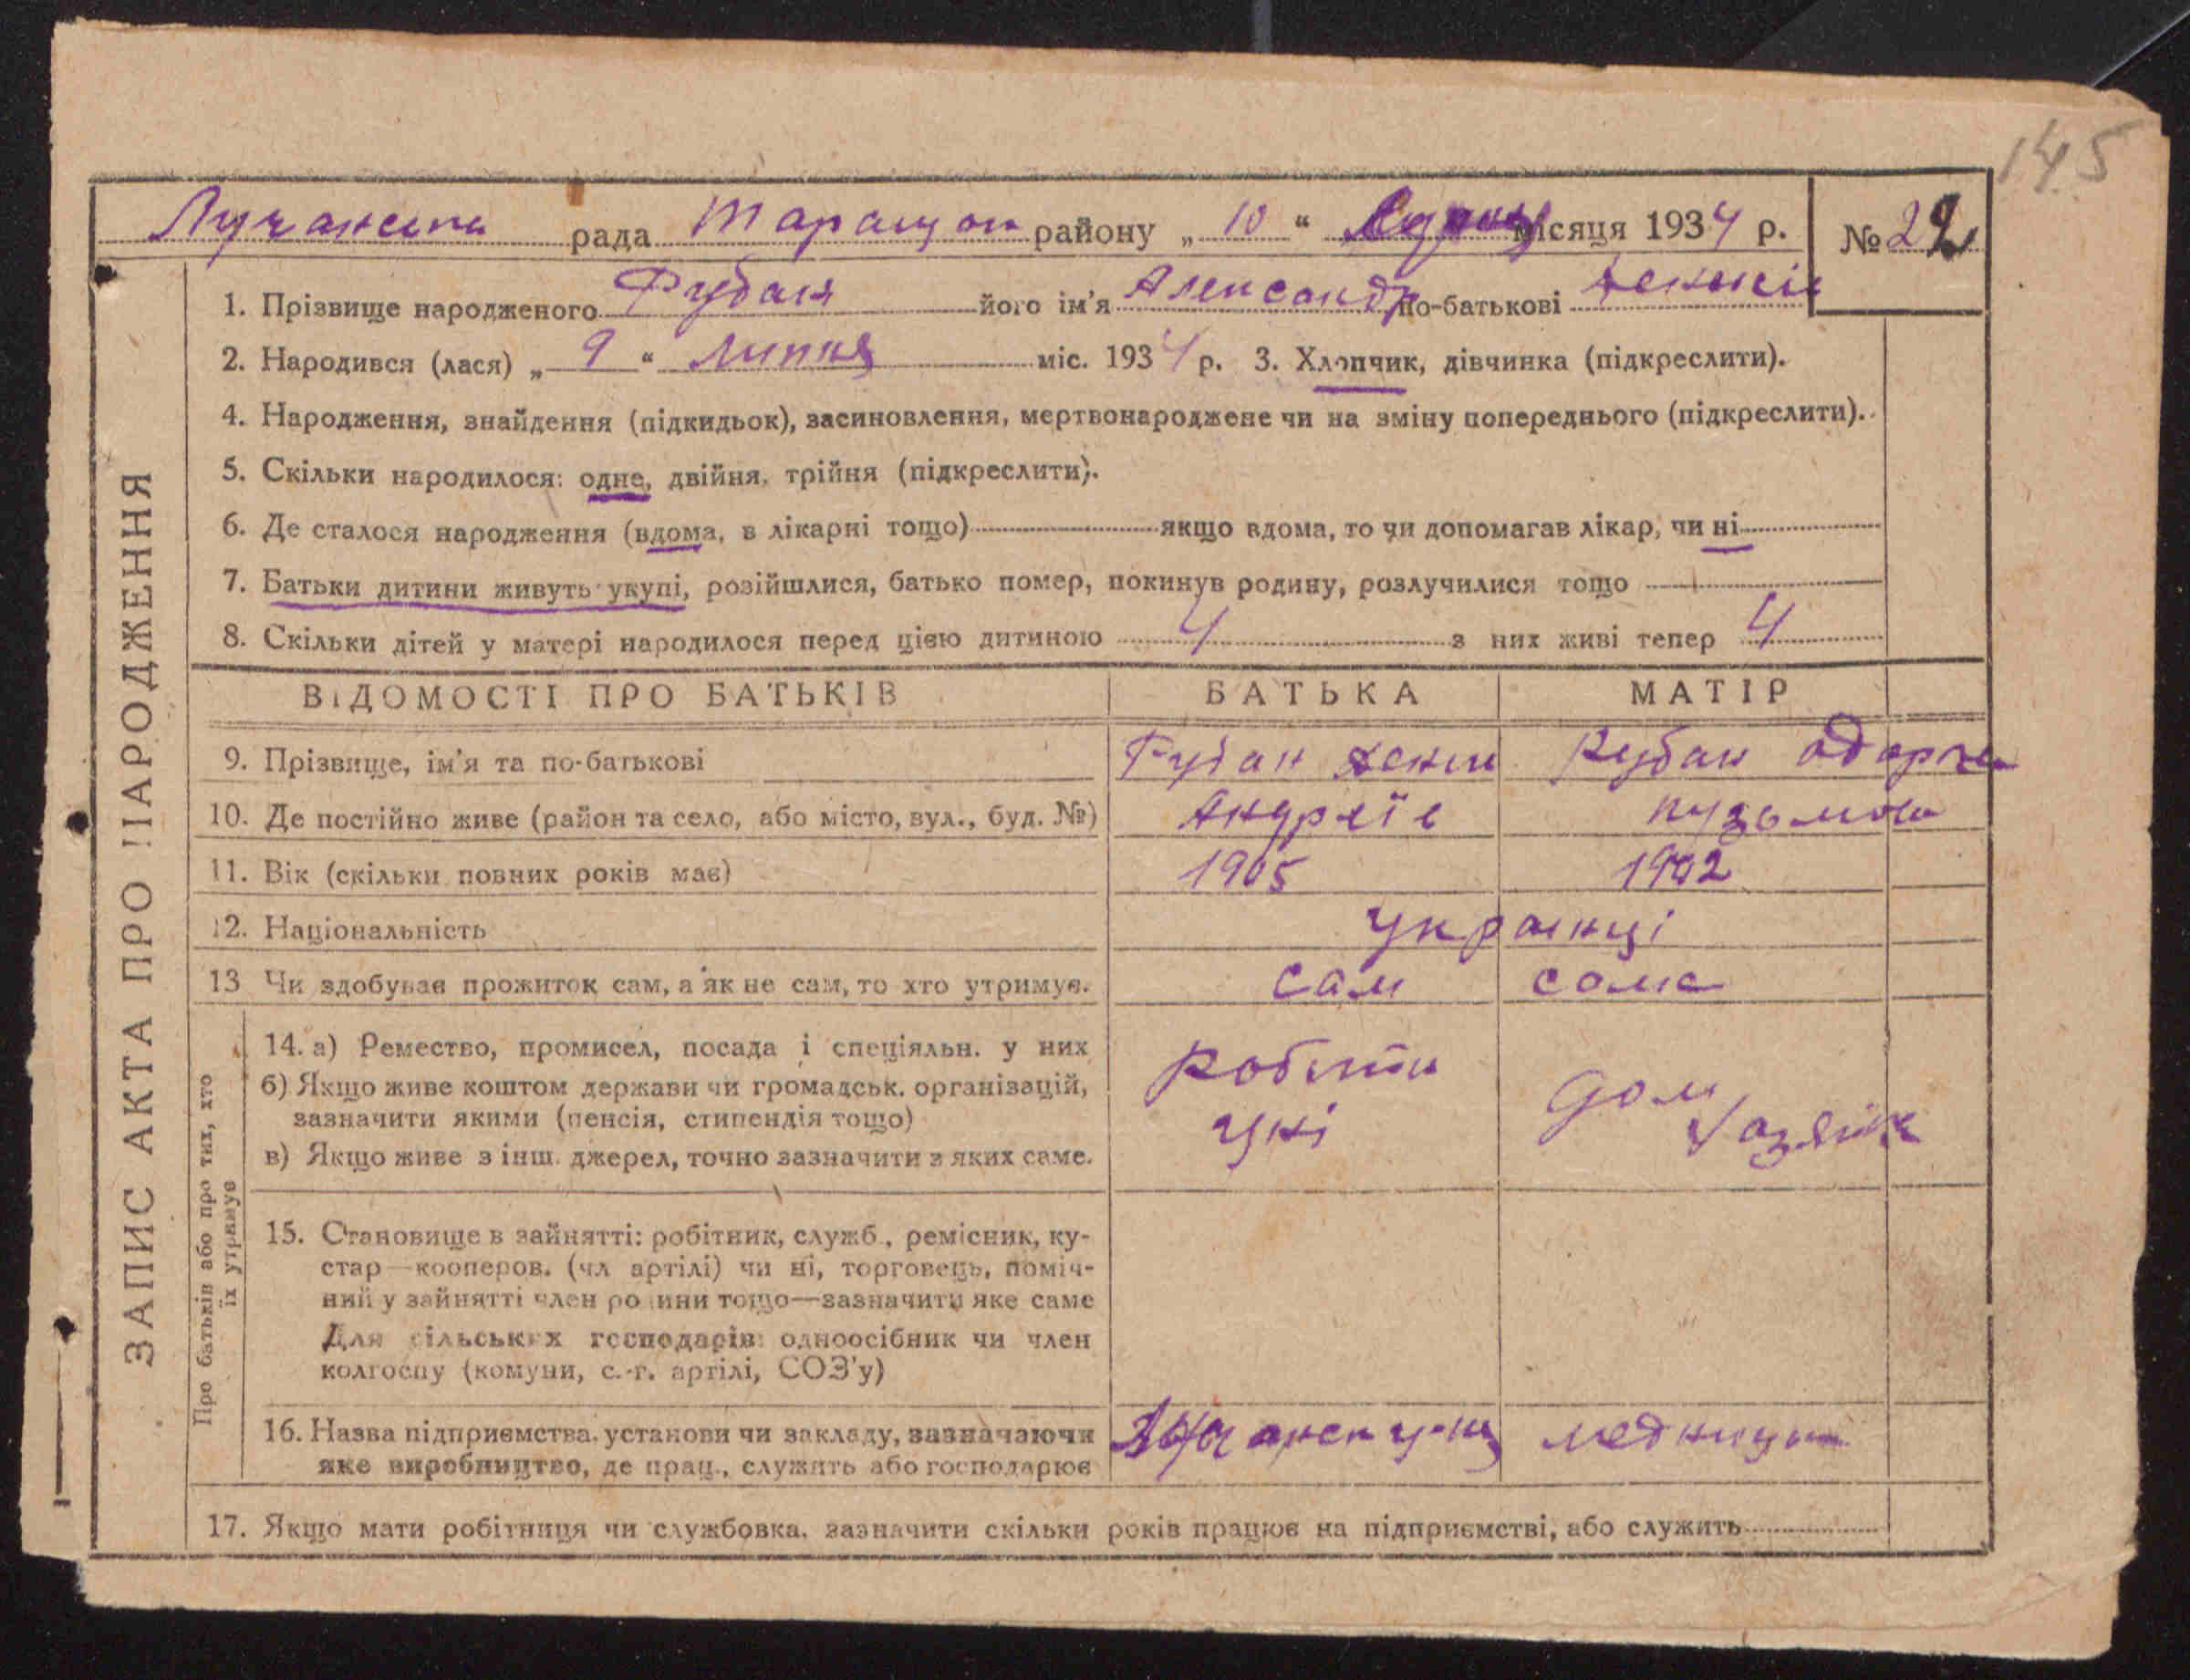 145
Лучанська рада Таращан району „ 10 “ місяця 1934 р. № 22
1. Прізвище народженого Рубан його ім'я Александр по-батькові
2. Народився (лася) „ 9 “ липня міс. 1934 р. 3. Хлопчик, дівчинка (підкреслити).
4. Народження, знайдення (підкидьок), засиновлення, мертвонароджене чи на зміну попереднього (підкреслити).
5. Скільки народилося: одне, двійня, трійня (підкреслити).
6. Де сталося народження (вдома, в лікарні тощо) якщо вдома, то чи допомагав лікар, чи ні
7. Батьки дитини живуть укупі, розійшлися, батько помер, покинув родину, розлучилися тощо
8. Скільки дітей у матері народилося перед цією дитиною 4 з них живі тепер 4
ВІДОМОСТІ ПРО БАТЬКІВ БАТЬКА МАТІР
9. Прізвище, ім'я та по-батькові Рубан Рубан Одарка
10. Де постійно живе (район та село, або місто, вул., буд. №) Андреїв кузьмов
11. Вік (скільки повних років має) 1905 1902
12. Національність українці
13 Чи здобуває прожиток сам, а як не сам, то хто утримує. сам сама
ЗАПИС АКТА ПРО НАРОДЖЕННЯ
Про батьків або про тих, хто
їх утримує
14. а) Ремество, промисел, посада і спеціяльн. у них
б) Якщо живе коштом держави чи громадськ. організацій,
зазначити якими (пенсія, стипендія тощо)
в) Якщо живе з інш. джерел, точно зазначити з яких саме.
дом
15. Становище в зайнятті: робітник, служб., ремісник, ку-
стар—кооперов. (чл артілі) чи ні, торговець, поміч-
ний у зайнятті член родини тощо—зазначити яке саме
Для сільських господарів: одноосібник чи член
колгоспу (комуни, с.-г. артілі, СОЗ'у)
16. Назва підприємства, установи чи закладу, зазначаючи
яке виробництво, де прац., служить або господарює
17. Якщо мати робітниця чи службовка, зазначити скільки років працює на підприємстві, або служить